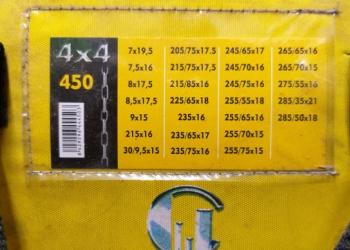 4x4
450
7x19,5
7,5x16
8x17,5
8,5x17,5
9x15
215x16
30/9,5x15
205/75x17.5
215/75x17.5
215/85x16
225/65x18
235x16
235/65x17
235/75x16
245/65x17
245/70x16
245/75x16
255/55x18
255/65x16
255/70x15
255/75x15
265/65x16
265/70x15
275/55x16
285/35x21
285/50x18